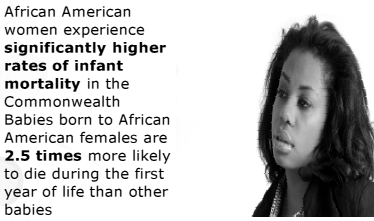 African American
women experience
significantly higher
rates of infant
mortality in the
Commonwealth
Babies born to African
American females are
2.5 times more likely
to die during the first
year of life than other
babies